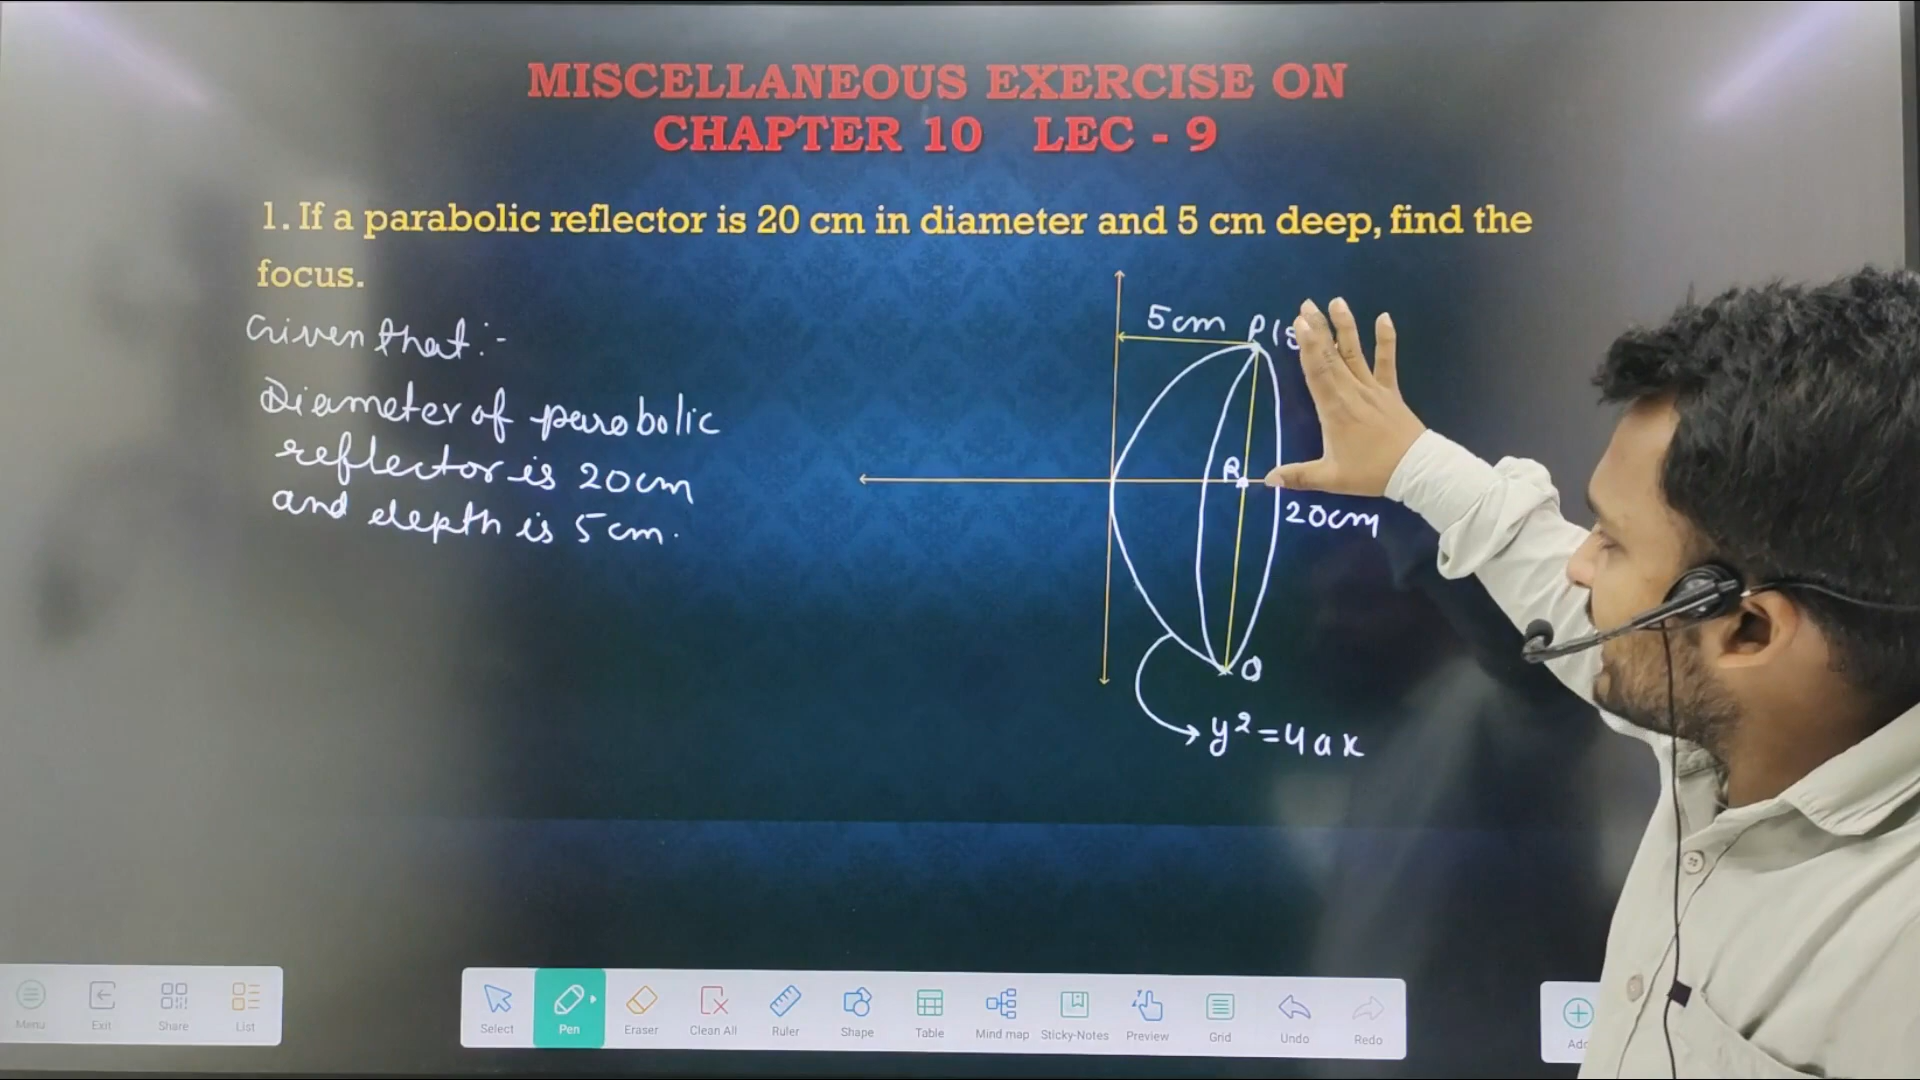 MISCELLANEOUS EXERCISE ON
CHAPTER 10 LEC - 9
1. If a parabolic reflector is 20 cm in diameter and 5 cm deep, find the
focus.
Given that :-
Diameter of parabolic
reflector is 20cm
and depth is 5cm.
5cm
P(5
R
20cm
Q
y²=4ax
Menu
Exit
Share
List
Select
Pen
Eraser
Clean All
Ruler
Shape
Table
Mind map
Sticky-Notes
Preview
Grid
Undo
Redo